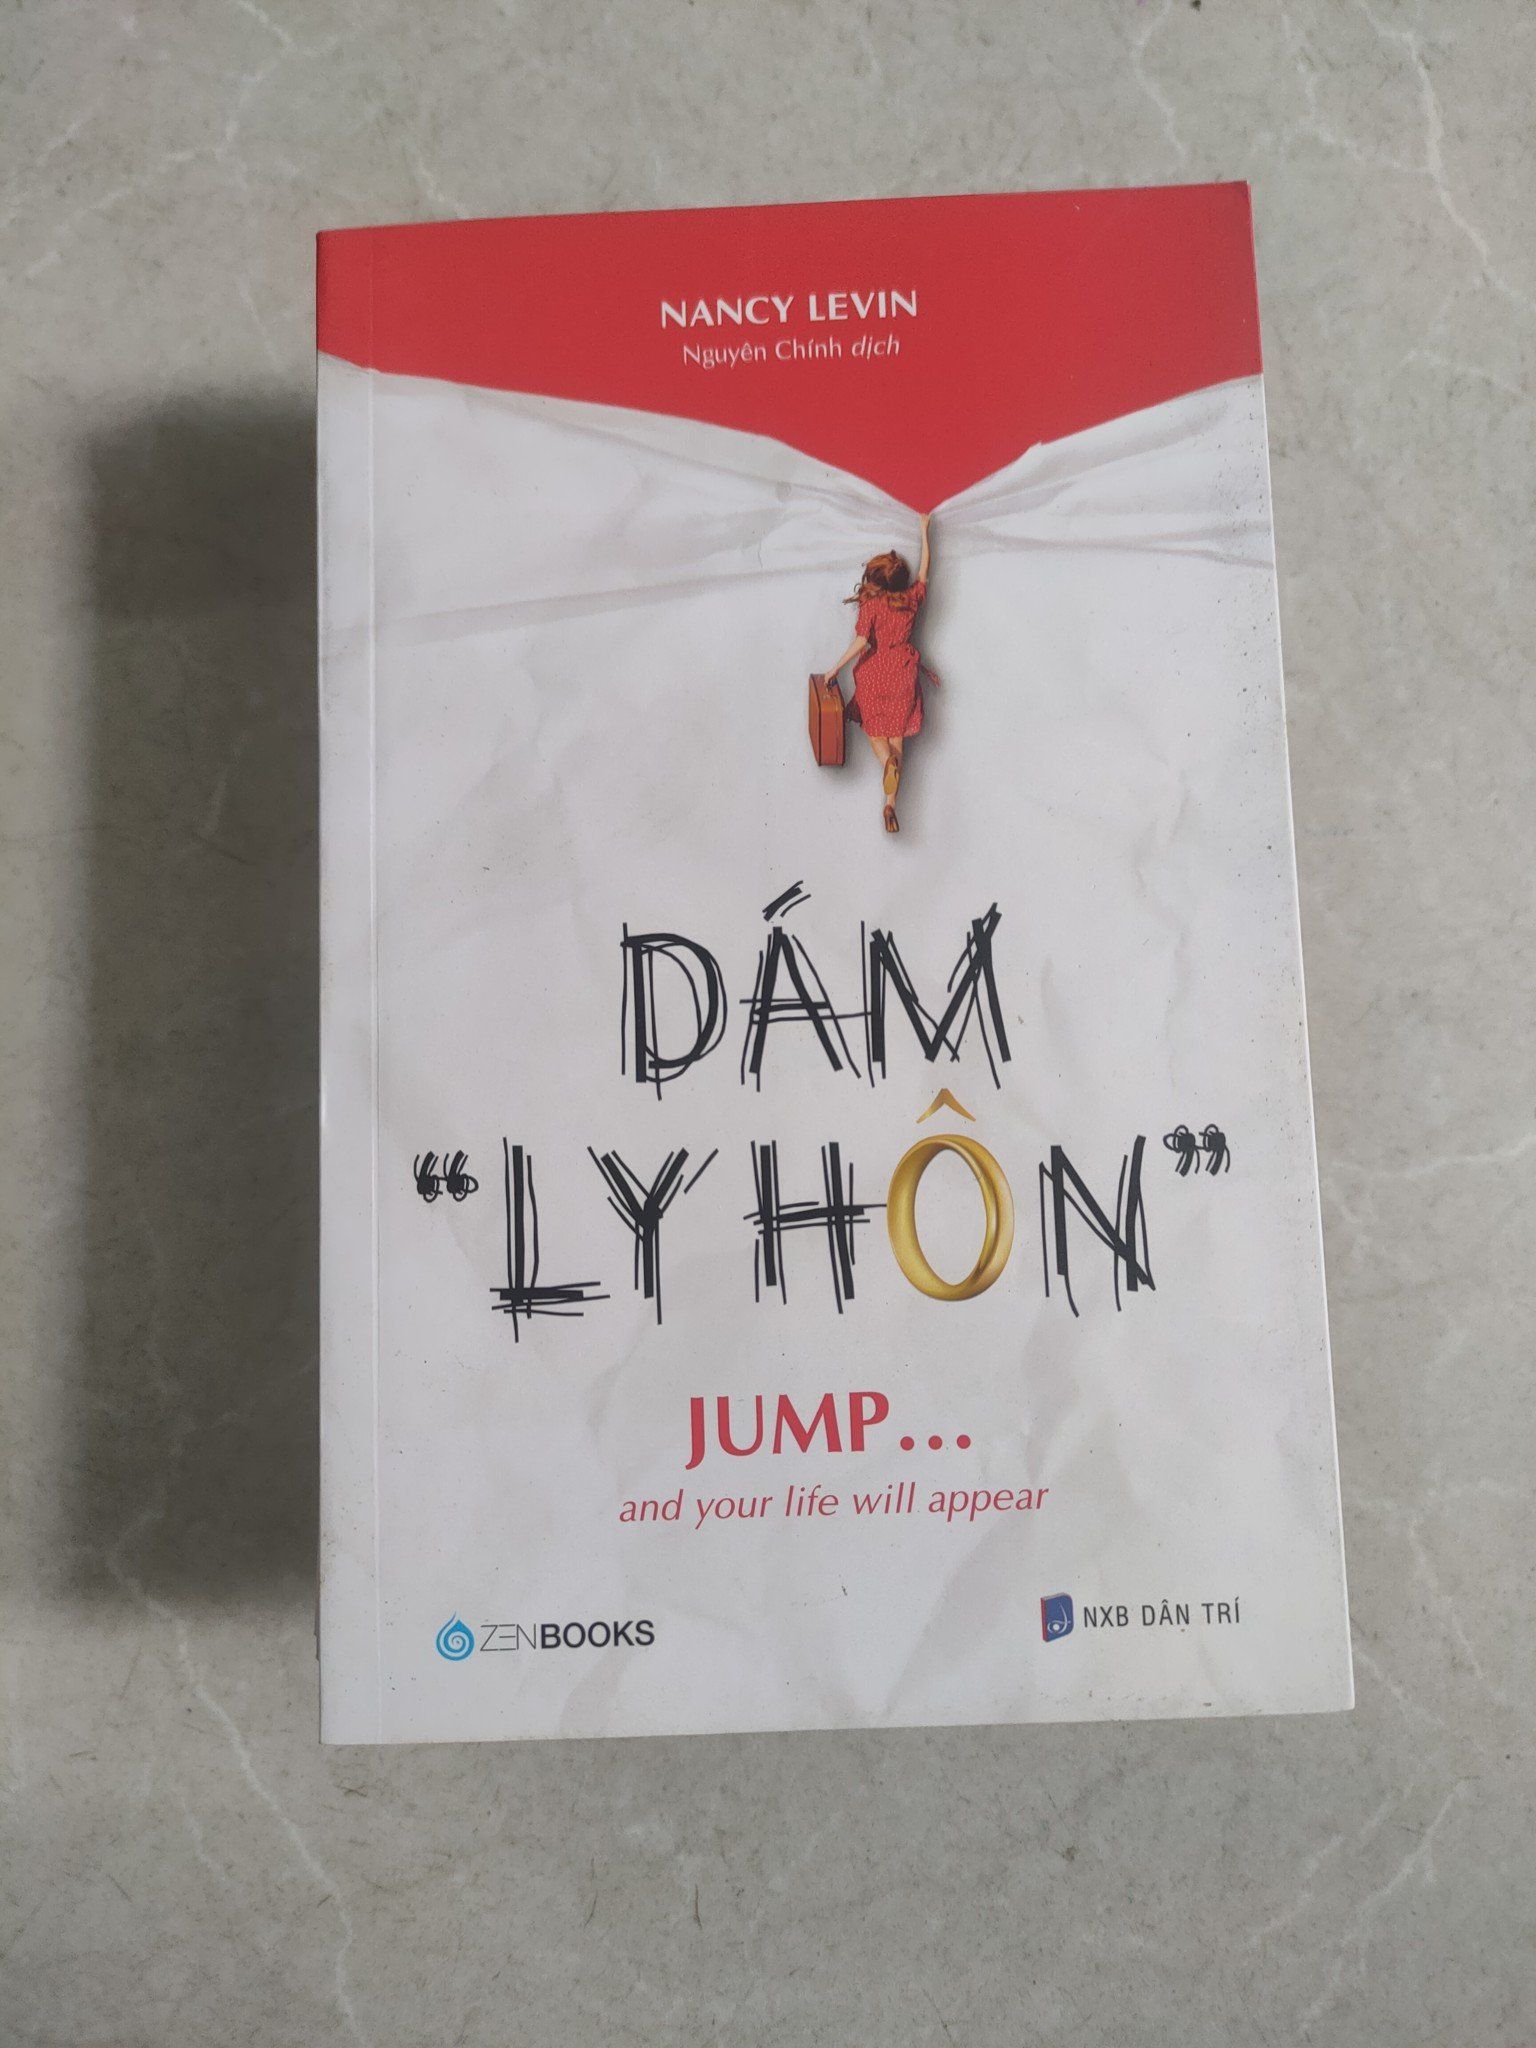 NANCY LEVIN
Nguyên Chính dịch
DÁM
“LY HÔN”
JUMP...
and your life will appear
ZENBOOKS
NXB DÂN TRÍ